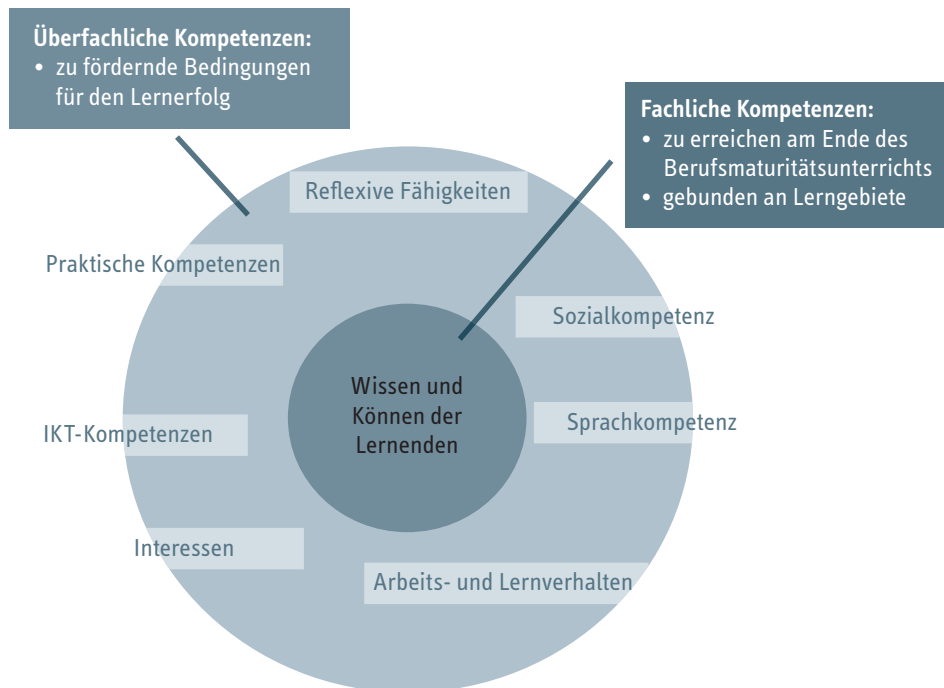 Überfachliche Kompetenzen:
• zu fördernde Bedingungen
für den Lernerfolg
Fachliche Kompetenzen:
• zu erreichen am Ende des
Berufsmaturitätsunterrichts
• gebunden an Lerngebiete
Reflexive Fähigkeiten
Praktische Kompetenzen
Sozialkompetenz
Wissen und
Können der
Lernenden
IKT-Kompetenzen
Sprachkompetenz
Interessen
Arbeits- und Lernverhalten